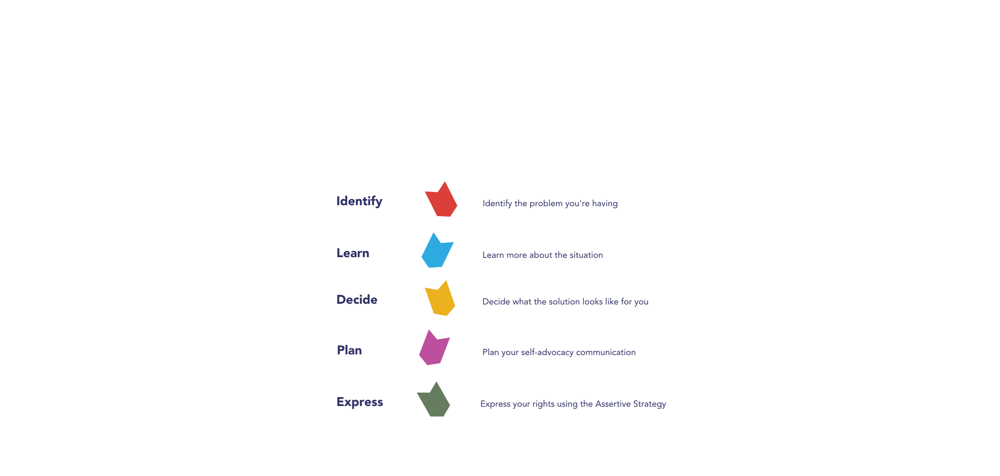 Identify
Identify the problem you're having
Learn
Learn more about the situation
Decide
Decide what the solution looks like for you
Plan
Plan your self-advocacy communication
Express
Express your rights using the Assertive Strategy